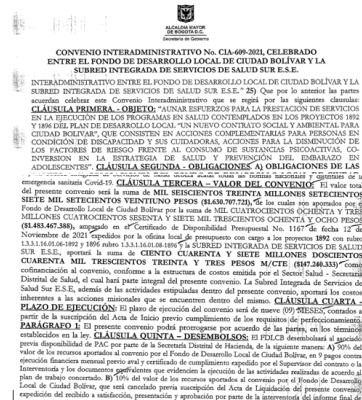 ALCALDÍA MAYOR
DE BOGOTÁ D.C.
Secretaría de Gobierno
CONVENIO INTERADMINISTRATIVO No. CIA-609-2021, CELEBRADO
ENTRE EL FONDO DE DESARROLLO LOCAL DE CIUDAD BOLÍVAR Y LA
SUBRED INTEGRADA DE SERVICIOS DE SALUD SUR E.S.E.
INTERADMINISTRATIVO ENTRE EL FONDO DE DESARROLLO LOCAL DE CIUDAD BOLÍVAR Y LA
SUBRED INTEGRADA DE SERVICIOS DE SALUD SUR E.S.E." 25) Que por lo anterior las partes
acuerdan celebrar este Convenio Interadministrativo que se regirá por las siguientes clausulas:
CLÁUSULA PRIMERA. - OBJETO: "AUNAR ESFUERZOS PARA LA PRESTACIÓN DE SERVICIOS
EN LA EJECUCIÓN DE LOS PROGRAMAS EN SALUD CONTEMPLADOS EN LOS PROYECTOS 1892
Y 1896 DEL PLAN DE DESARROLLO LOCAL, "UN NUEVO CONTRATO SOCIAL Y AMBIENTAL PARA
CIUDAD BOLÍVAR", QUE CONSISTEN EN ACCIONES COMPLEMENTARIAS PARA PERSONAS EN
CONDICIÓN DE DISCAPACIDAD Y SUS CUIDADORAS, ACCIONES PARA LA DISMINUCIÓN DE
LOS FACTORES DE RIESGO FRENTE AL CONSUMO DE SUSTANCIAS PSICOACTIVAS, CO-
INVERSION EN LA ESTRATEGIA DE SALUD Y PREVENCIÓN DEL EMBARAZO EN
ADOLESCENTES". CLÁUSULA SEGUNDA - OBLIGACIONES. A) OBLIGACIONES DE LAS
emergencia sanitaria Covid-19. CLÁUSULA TERCERA – VALOR DEL CONVENIO. El valor total
del presente convenio será la suma de MIL SEISCIENTOS TREINTA MILLONES SETECIENTOS
SIETE MIL SETECIENTOS VEINTIUNO PESOS ($1.630.707.721), de los cuales son aportados por el
Fondo de Desarrollo Local de Ciudad Bolívar por la suma de MIL CUATROCIENTOS OCHENTA Y TRES
MILLONES CUATROCIENTOS SESENTA Y SIETE MIL TRESCIENTOS OCHENTA Y OCHO PESOS
($1.483.467.388), amparado en el Certificado de Disponibilidad Presupuestal No. 1167 de fecha 12 de
Noviembre de 2021 expedidos por la oficina local de presupuesto con cargo a los proyectos 1892 con rubro
1.3.3.1.16.01.06-1892 y 1896 rubro 1.3.3.1.16.01.08-1896 y la SUBRED INTEGRADA DE SERVICIOS DE
SALUD SUR E.S.E, aportará la suma de CIENTO CUARENTA Y SIETE MILLONES DOSCIENTOS
CUARENTA MIL TRESCIENTOS TREINTA Y TRES PESOS M/CTE ($147.240.333) como
cofinanciación al convenio, conforme a la estructura de costos emitida por el Sector Salud - Secretaría
Distrital de Salud, el cual hará parte integral del presente convenio. La Subred Integrada de Servicios de
Salud Sur E.S.E, además de las actividades estipuladas dentro del presente convenio, aportará los costos
inherentes a las acciones misionales que se encuentren dentro del mismo. CLÁUSULA CUARTA -
PLAZO DE EJECUCIÓN: El plazo de ejecución del convenio será de nueve (09) MESES, contados a
partir de la suscripción del Acta de Inicio previo cumplimiento de los requisitos de perfeccionamiento.
PARÁGRAFO 1: El presente convenio podrá prorrogarse por acuerdo de las partes, en los términos
establecidos en la ley. CLÁUSULA QUINTA – DESEMBOLSOS: El FDLCB desembolsará al asociado
previa disponibilidad de PAC por parte de la Secretaría Distrital de Hacienda, de la siguiente manera: A) 90% del
valor de los recursos aportados al convenio por el Fondo de Desarrollo Local de Ciudad Bolívar, en 9 pagos contra
ejecución financiera mensual previo aval y certificado de cumplimiento expedido por el Supervisor del contrato o la
Interventoría y los documentos equivalentes que evidencien la ejecución de las actividades realizadas de acuerdo al
plan de trabajo concertado. B) 10% del valor de los recursos aportados al convenio por el Fondo de Desarrollo
Local de Ciudad Bolívar, que será cancelado previa suscripción del Acta de Liquidación del presente convenio,
expedición del recibido a satisfacción, presentación y aprobación por parte de la interventoría del informe final de